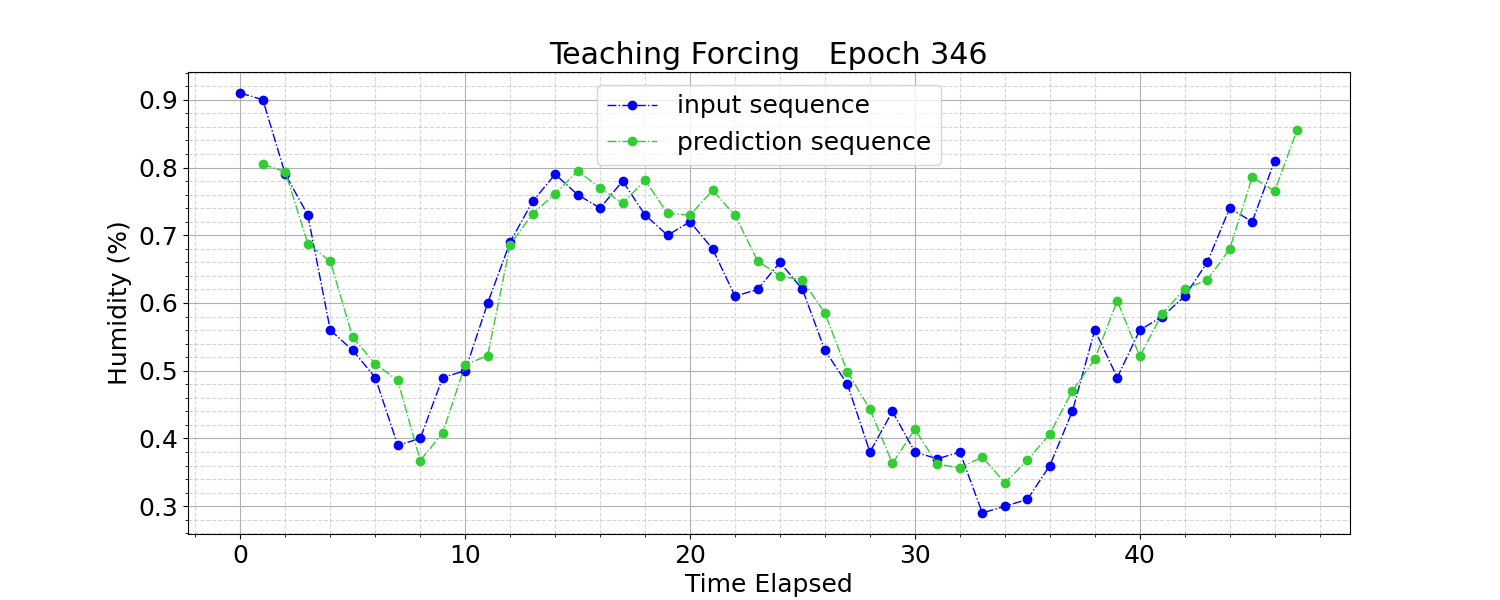 Teaching Forcing   Epoch 346
input sequence
prediction sequence
Humidity (%)
0.9
0.8
0.7
0.6
0.5
0.4
0.3
0 10 20 30 40
Time Elapsed